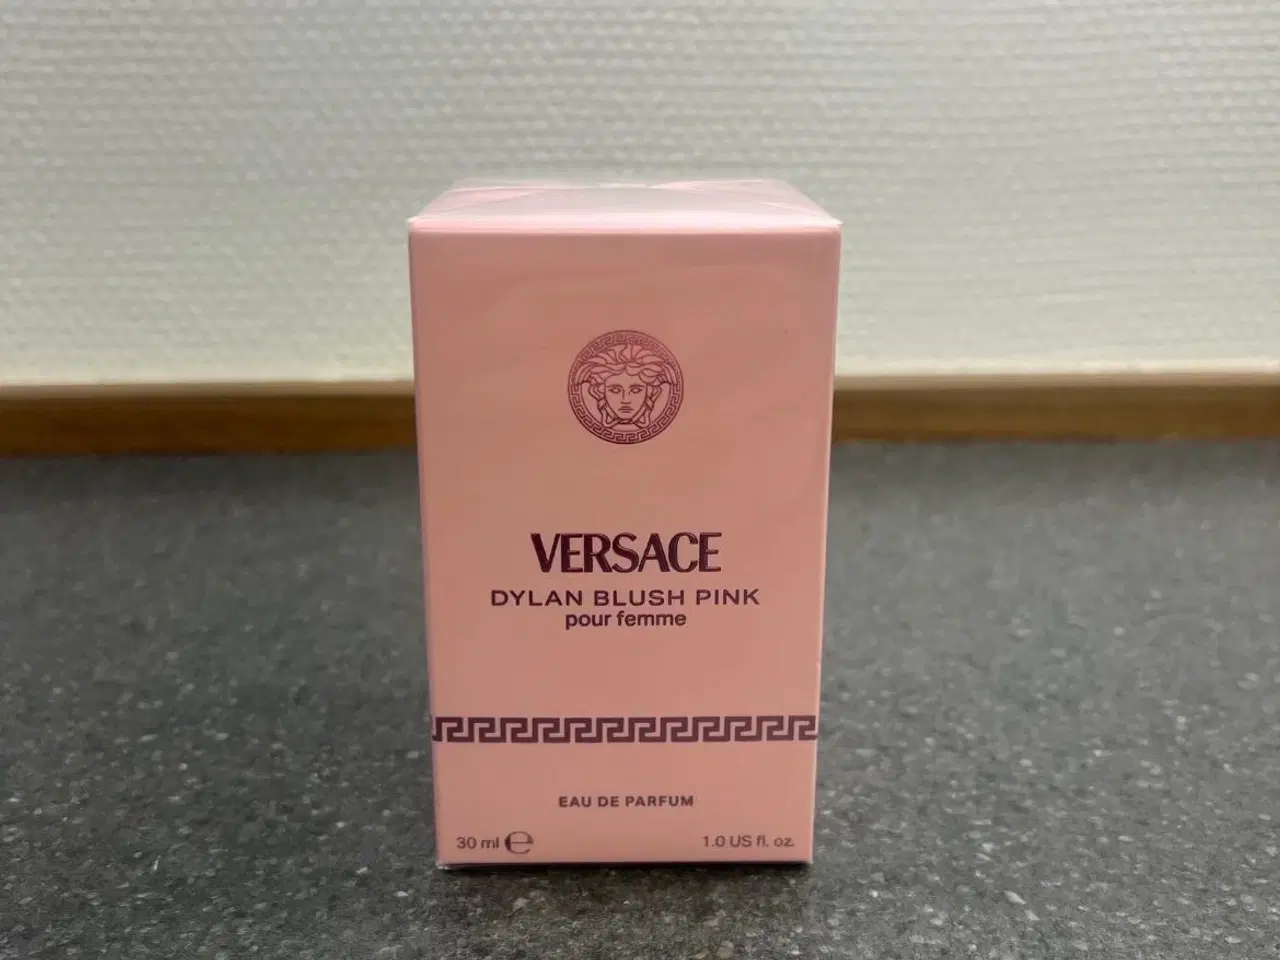 VERSACE
DYLAN BLUSH PINK
pour femme
EAU DE PARFUM
30 ml ℮
1.0 US fl. oz.